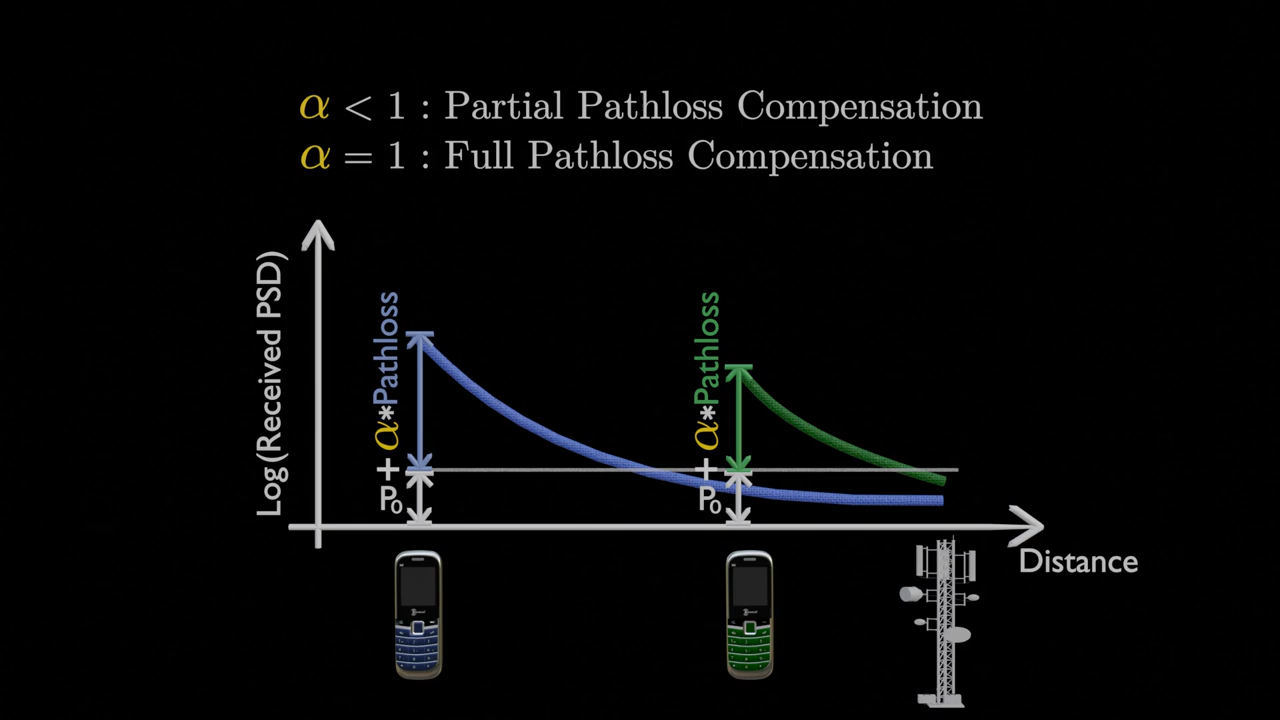 α < 1 : Partial Pathloss Compensation
α = 1 : Full Pathloss Compensation
Log(Received PSD)
P₀ + α*Pathloss
P₀ + α*Pathloss
Distance